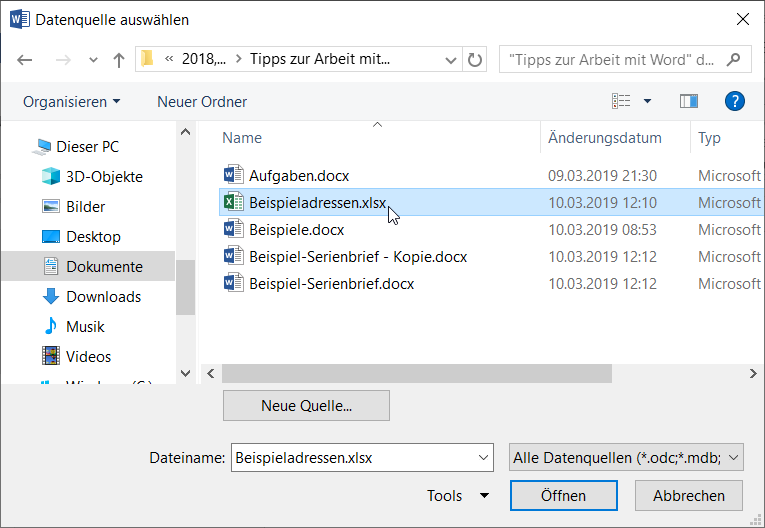 Datenquelle auswählen
« 2018,... > Tipps zur Arbeit mit...
"Tipps zur Arbeit mit Word" d...
Organisieren
Neuer Ordner
Name Änderungsdatum Typ
Dieser PC
3D-Objekte
Bilder
Desktop
Dokumente
Downloads
Musik
Videos
Aufgaben.docx 09.03.2019 21:30 Microsoft
Beispieladressen.xlsx 10.03.2019 12:10 Microsoft
Beispiele.docx 10.03.2019 08:53 Microsoft
Beispiel-Serienbrief - Kopie.docx 10.03.2019 12:12 Microsoft
Beispiel-Serienbrief.docx 10.03.2019 12:12 Microsoft
Neue Quelle...
Dateiname: Beispieladressen.xlsx
Alle Datenquellen (*.odc;*.mdb;
Tools
Öffnen
Abbrechen